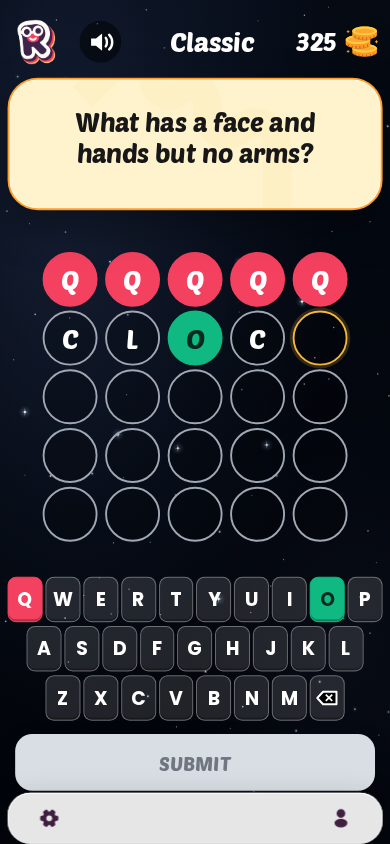 R
Classic
325
What has a face and
hands but no arms?
Q Q Q Q Q
C L O C
Q W E R T Y U I O P
A S D F G H J K L
Z X C V B N M
SUBMIT